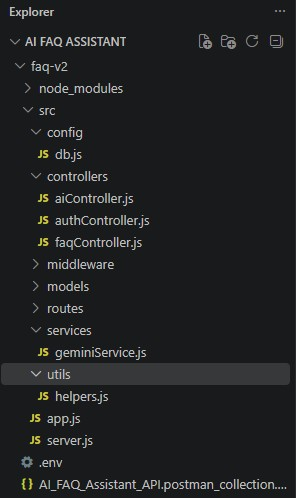 Explorer
AI FAQ ASSISTANT
faq-v2
node_modules
src
config
JS db.js
controllers
JS aiController.js
JS authController.js
JS faqController.js
middleware
models
routes
services
JS geminiService.js
utils
JS helpers.js
JS app.js
JS server.js
.env
{} AI_FAQ_Assistant_API.postman_collection....